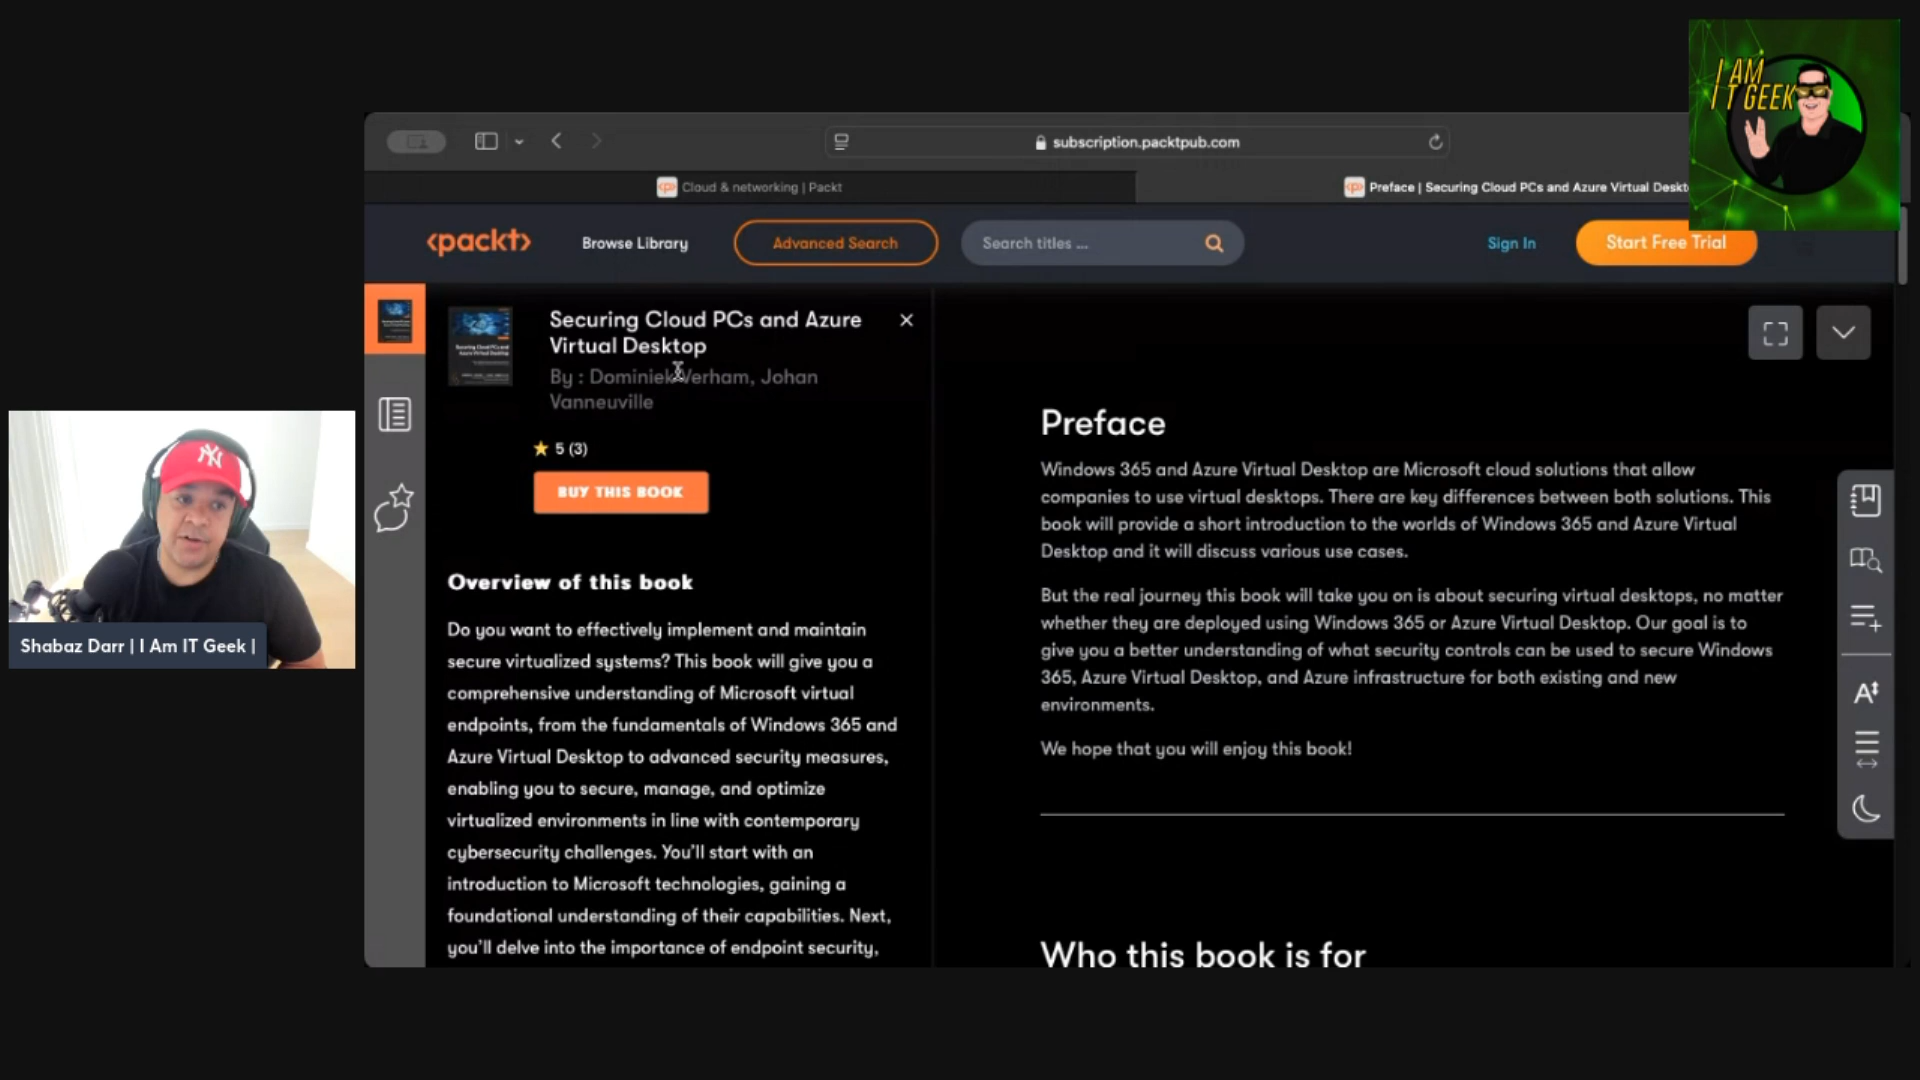 I AM
IT GEEK
subscription.packtpub.com
Cloud & networking | Packt
Preface | Securing Cloud PCs and Azure Virtual Deskto
<packt>
Browse Library
Advanced Search
Search titles ...
Sign In
Start Free Trial
Securing Cloud PCs and Azure
Virtual Desktop
By : Dominiek Verham, Johan
Vanneuville
5 (3)
BUY THIS BOOK
Overview of this book
Do you want to effectively implement and maintain
secure virtualized systems? This book will give you a
comprehensive understanding of Microsoft virtual
endpoints, from the fundamentals of Windows 365 and
Azure Virtual Desktop to advanced security measures,
enabling you to secure, manage, and optimize
virtualized environments in line with contemporary
cybersecurity challenges. You'll start with an
introduction to Microsoft technologies, gaining a
foundational understanding of their capabilities. Next,
you'll delve into the importance of endpoint security,
Preface
Windows 365 and Azure Virtual Desktop are Microsoft cloud solutions that allow
companies to use virtual desktops. There are key differences between both solutions. This
book will provide a short introduction to the worlds of Windows 365 and Azure Virtual
Desktop and it will discuss various use cases.
But the real journey this book will take you on is about securing virtual desktops, no matter
whether they are deployed using Windows 365 or Azure Virtual Desktop. Our goal is to
give you a better understanding of what security controls can be used to secure Windows
365, Azure Virtual Desktop, and Azure infrastructure for both existing and new
environments.
We hope that you will enjoy this book!
Who this book is for
NY
Shabaz Darr | I Am IT Geek |